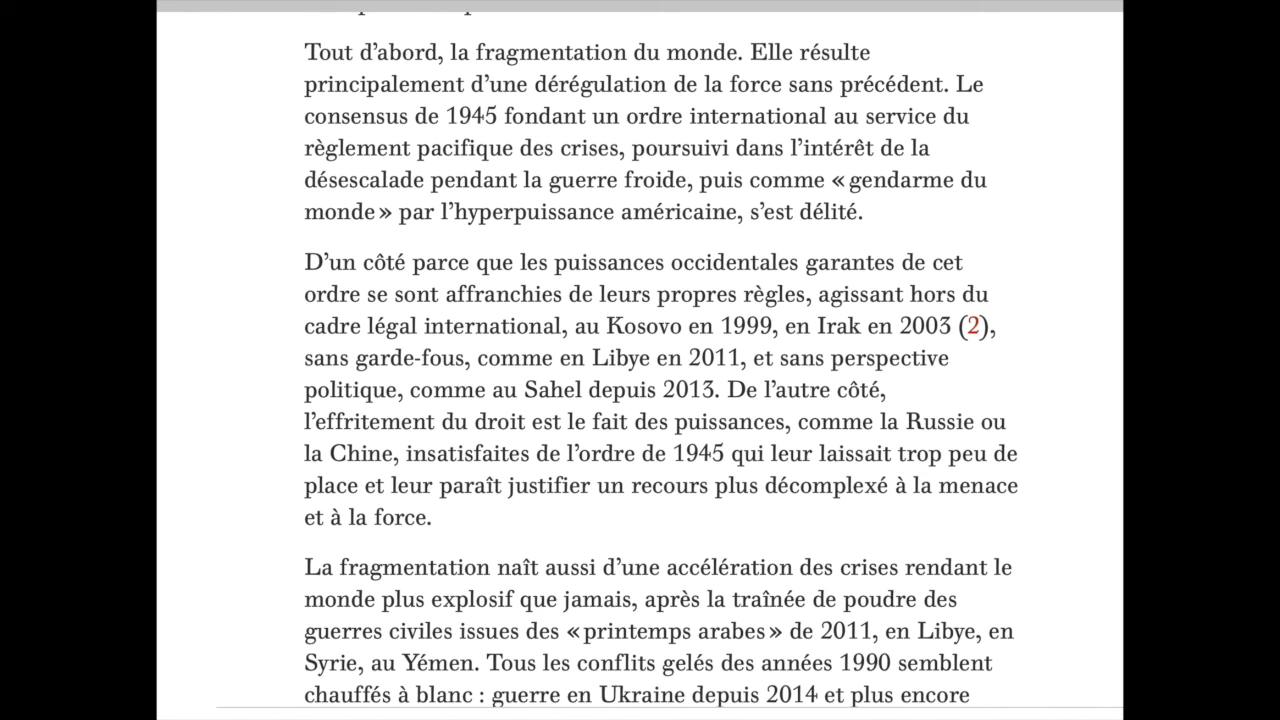 Tout d’abord, la fragmentation du monde. Elle résulte
principalement d’une dérégulation de la force sans précédent. Le
consensus de 1945 fondant un ordre international au service du
règlement pacifique des crises, poursuivi dans l’intérêt de la
désescalade pendant la guerre froide, puis comme « gendarme du
monde » par l’hyperpuissance américaine, s’est délité.
D’un côté parce que les puissances occidentales garantes de cet
ordre se sont affranchies de leurs propres règles, agissant hors du
cadre légal international, au Kosovo en 1999, en Irak en 2003 (2),
sans garde-fous, comme en Libye en 2011, et sans perspective
politique, comme au Sahel depuis 2013. De l’autre côté,
l’effritement du droit est le fait des puissances, comme la Russie ou
la Chine, insatisfaites de l’ordre de 1945 qui leur laissait trop peu de
place et leur paraît justifier un recours plus décomplexé à la menace
et à la force.
La fragmentation naît aussi d’une accélération des crises rendant le
monde plus explosif que jamais, après la traînée de poudre des
guerres civiles issues des « printemps arabes » de 2011, en Libye, en
Syrie, au Yémen. Tous les conflits gelés des années 1990 semblent
chauffés à blanc : guerre en Ukraine depuis 2014 et plus encore